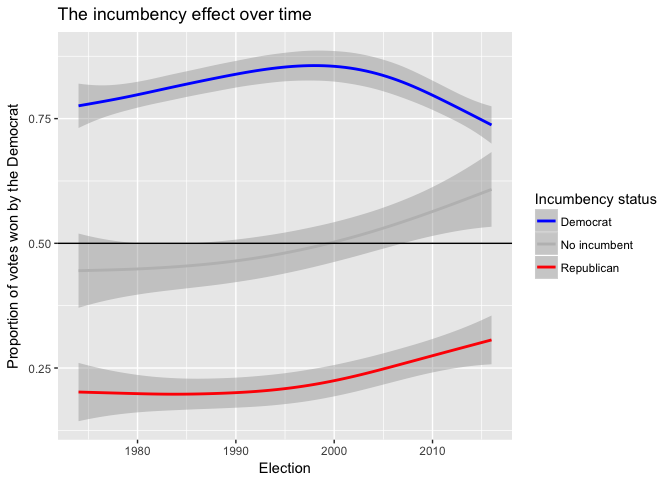 The incumbency effect over time
Proportion of votes won by the Democrat
0.75
0.50
0.25
1980
1990
2000
2010
Election
Incumbency status
Democrat
No incumbent
Republican